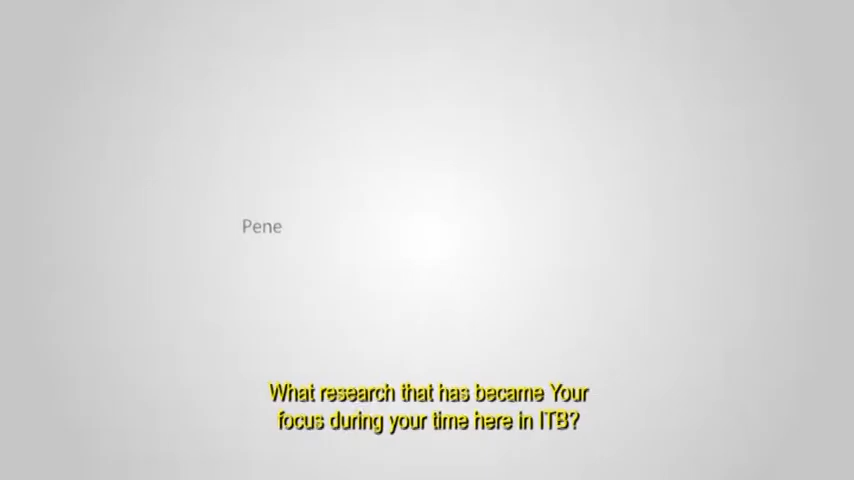 Pene
What research that has became Your
focus during your time here in ITB?